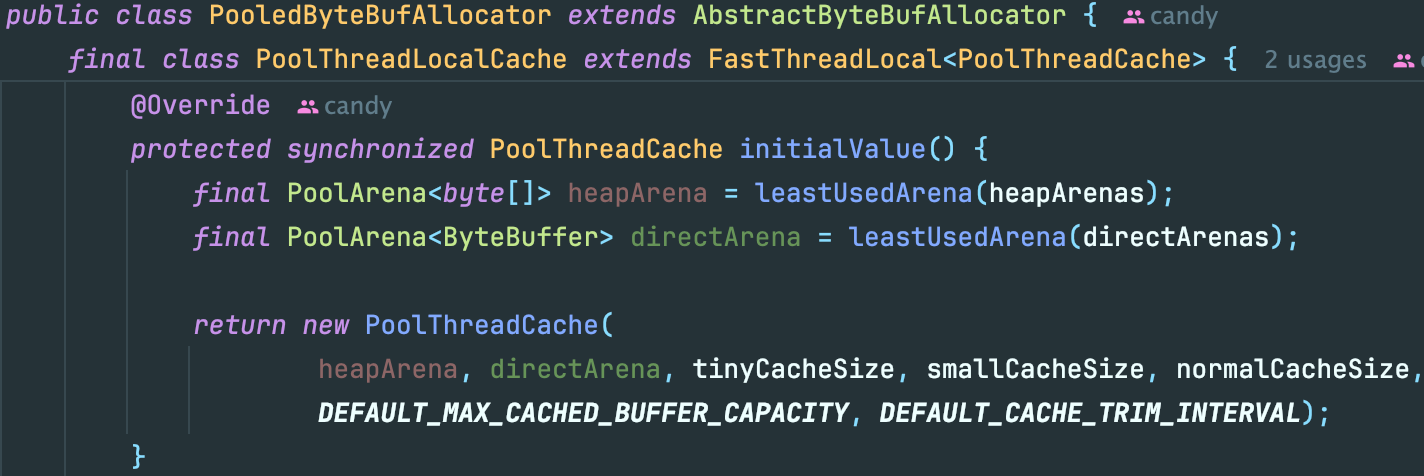 public class PooledByteBufAllocator extends AbstractByteBufAllocator { candy
final class PoolThreadLocalCache extends FastThreadLocal<PoolThreadCache> { 2 usages
@Override candy
protected synchronized PoolThreadCache initialValue() {
final PoolArena<byte[]> heapArena = leastUsedArena(heapArenas);
final PoolArena<ByteBuffer> directArena = leastUsedArena(directArenas);
return new PoolThreadCache(
heapArena, directArena, tinyCacheSize, smallCacheSize, normalCacheSize,
DEFAULT_MAX_CACHED_BUFFER_CAPACITY, DEFAULT_CACHE_TRIM_INTERVAL);
}